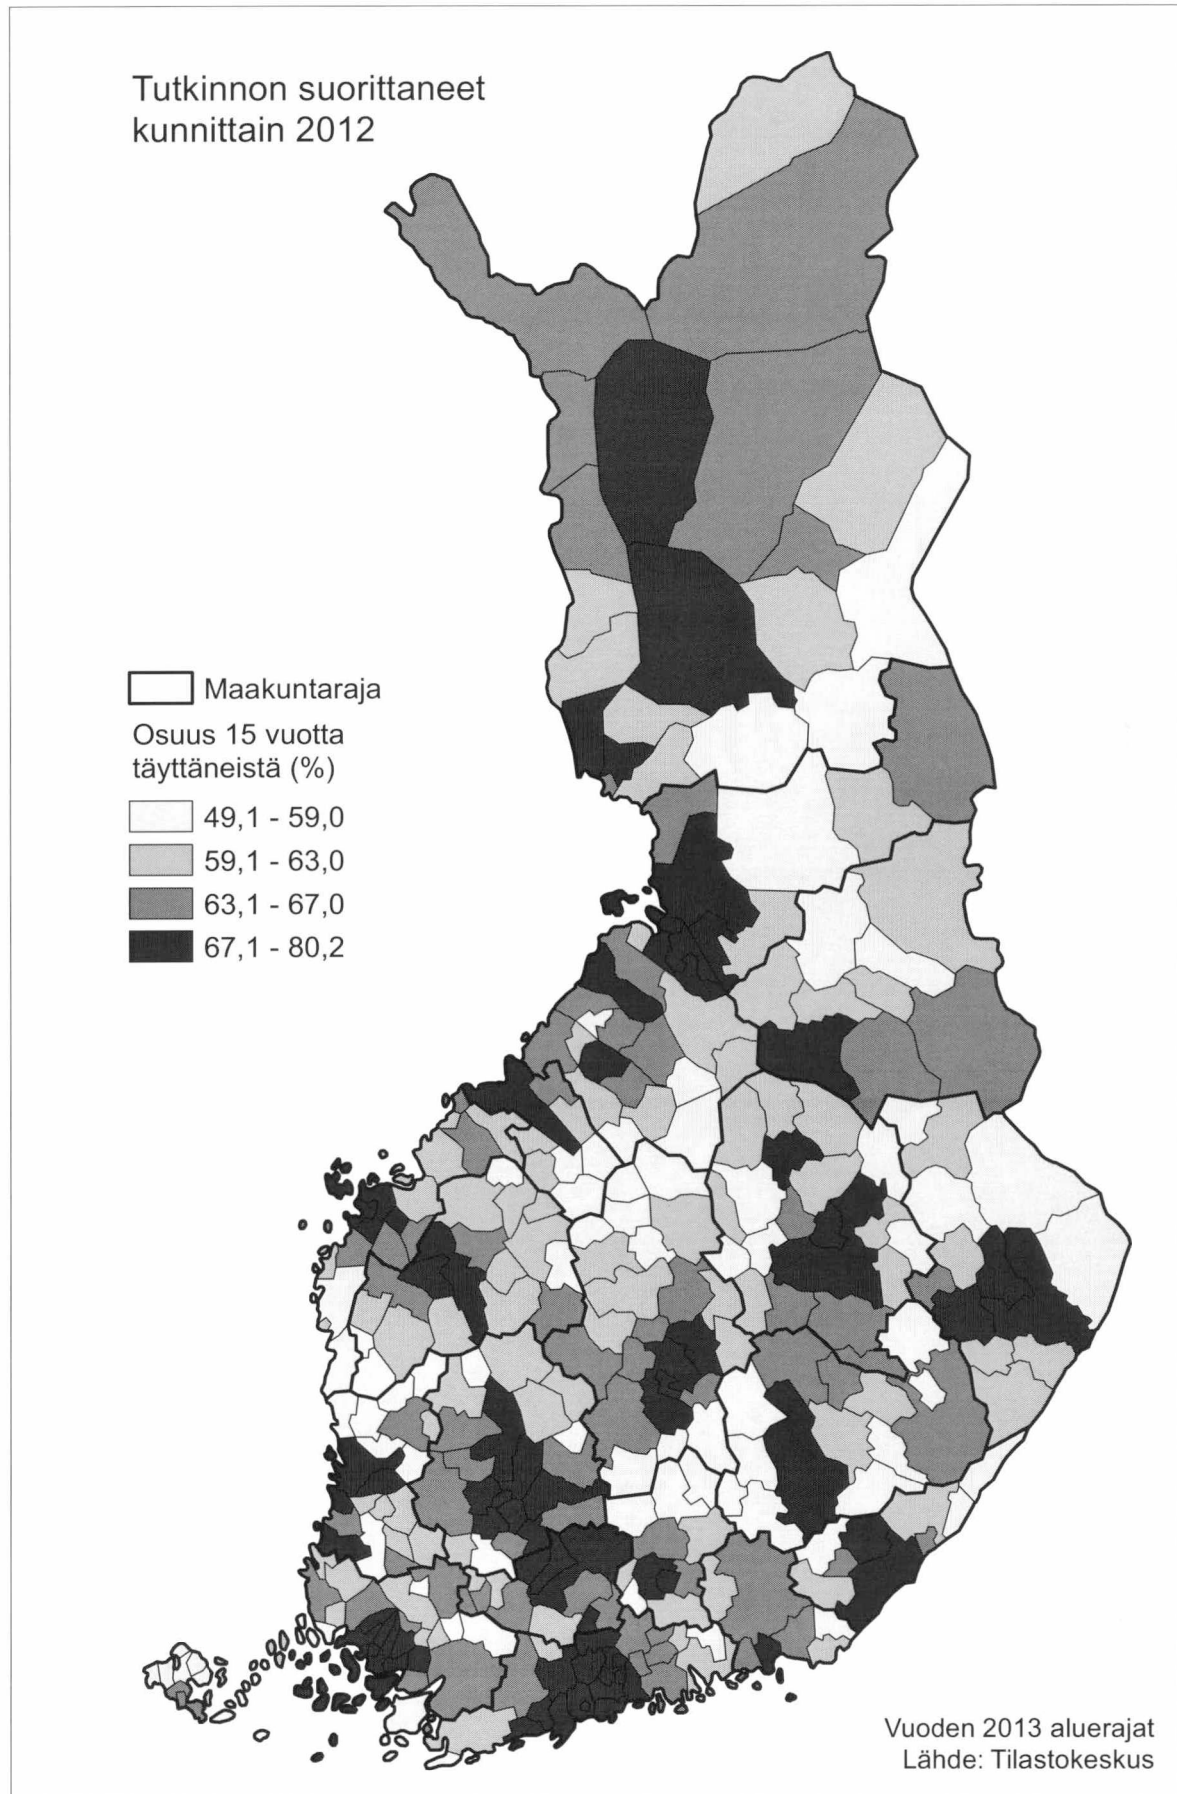 Tutkinnon suorittaneet
kunnittain 2012
Maakuntaraja
Osuus 15 vuotta
täyttäneistä (%)
49,1 - 59,0
59,1 - 63,0
63,1 - 67,0
67,1 - 80,2
Vuoden 2013 aluerajat
Lähde: Tilastokeskus